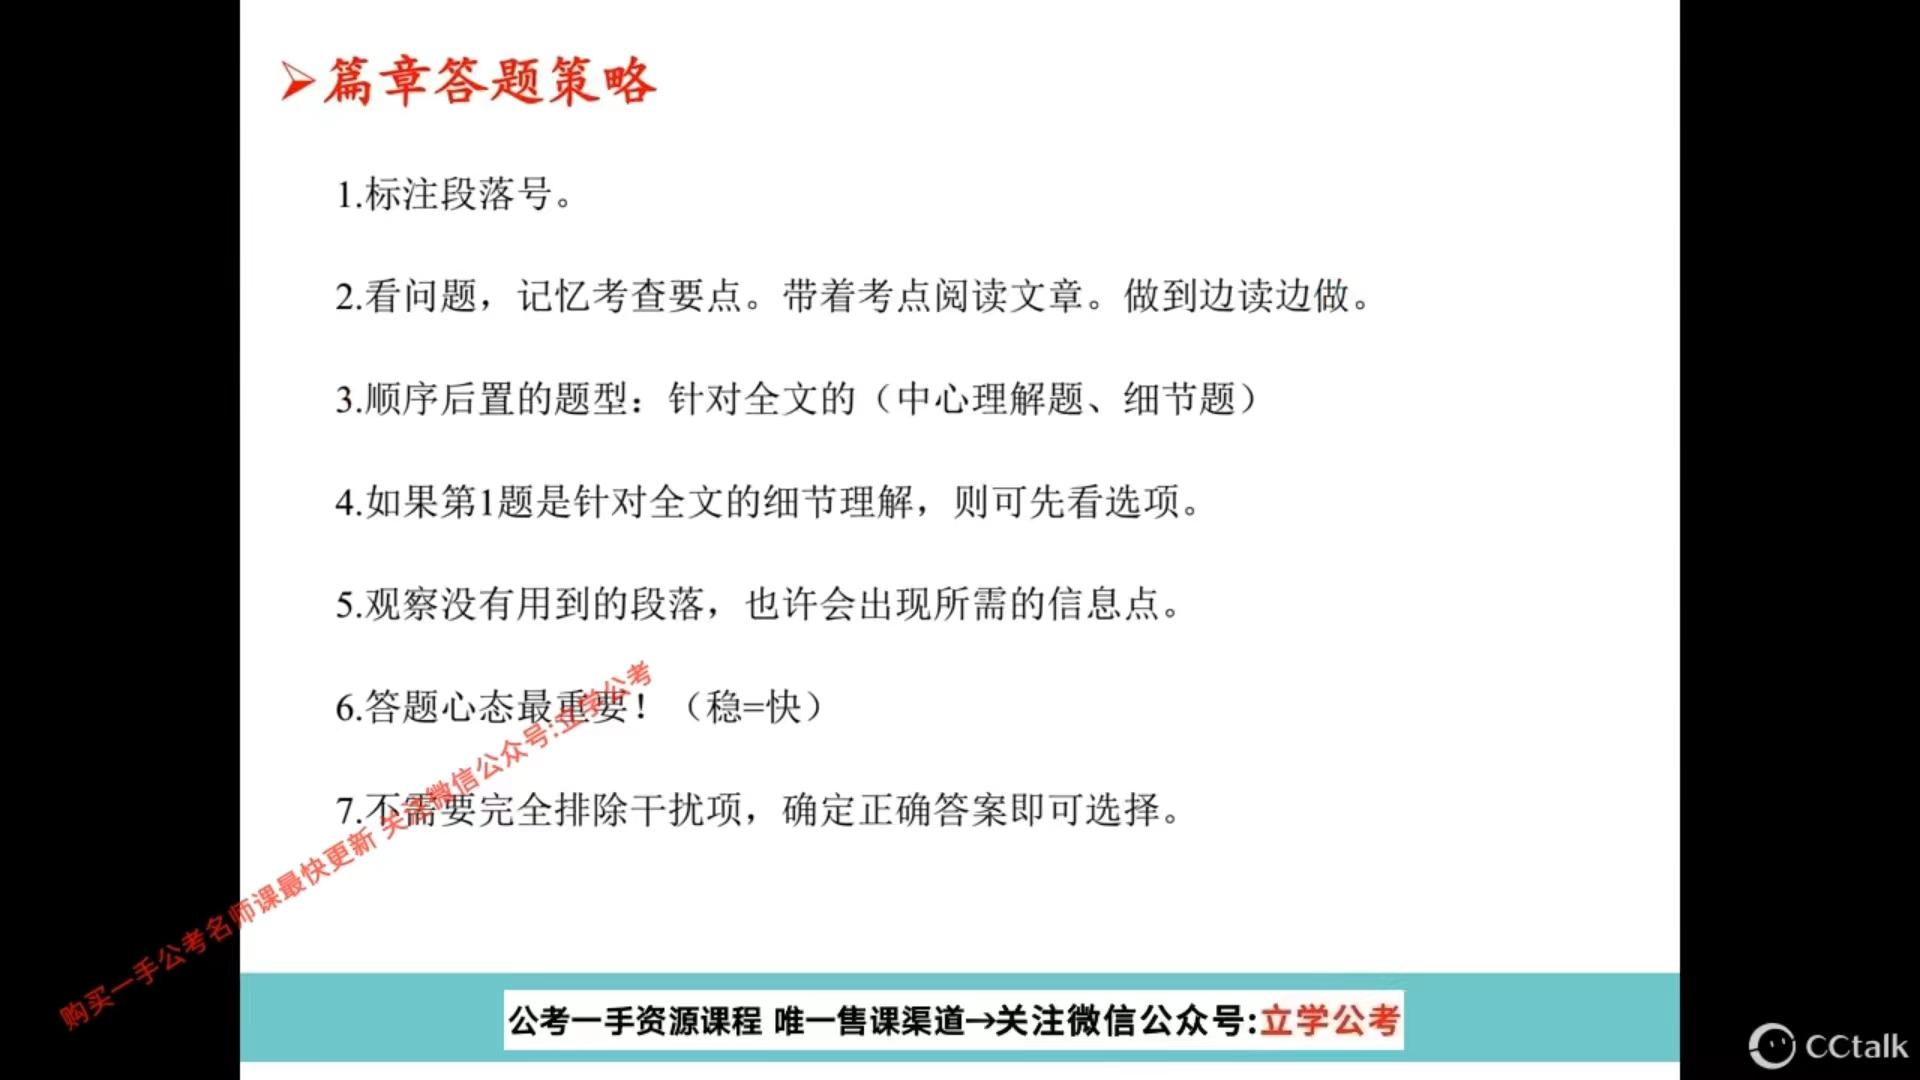 ➢篇章答题策略
1.标注段落号。
2.看问题，记忆考查要点。带着考点阅读文章。做到边读边做。
3.顺序后置的题型：针对全文的（中心理解题、细节题）
4.如果第1题是针对全文的细节理解，则可先看选项。
5.观察没有用到的段落，也许会出现所需的信息点。
6.答题心态最重要！（稳=快）
7.不需要完全排除干扰项，确定正确答案即可选择。
购买一手公考名师课最快更新 关注微信公众号:立学公考
公考一手资源课程 唯一售课渠道→关注微信公众号:立学公考
CCtalk